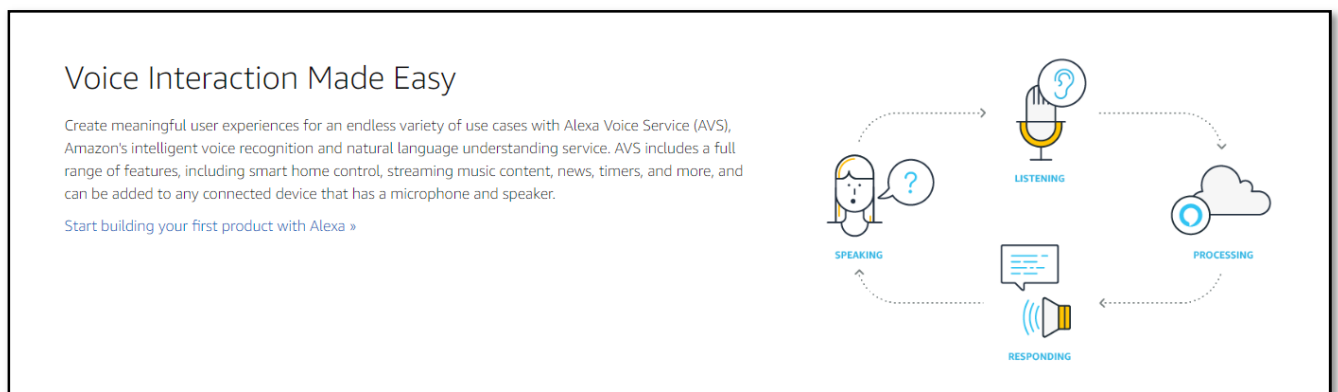 Voice Interaction Made Easy
Create meaningful user experiences for an endless variety of use cases with Alexa Voice Service (AVS),
Amazon's intelligent voice recognition and natural language understanding service. AVS includes a full
range of features, including smart home control, streaming music content, news, timers, and more, and
can be added to any connected device that has a microphone and speaker.
Start building your first product with Alexa »
LISTENING
?
SPEAKING
PROCESSING
RESPONDING